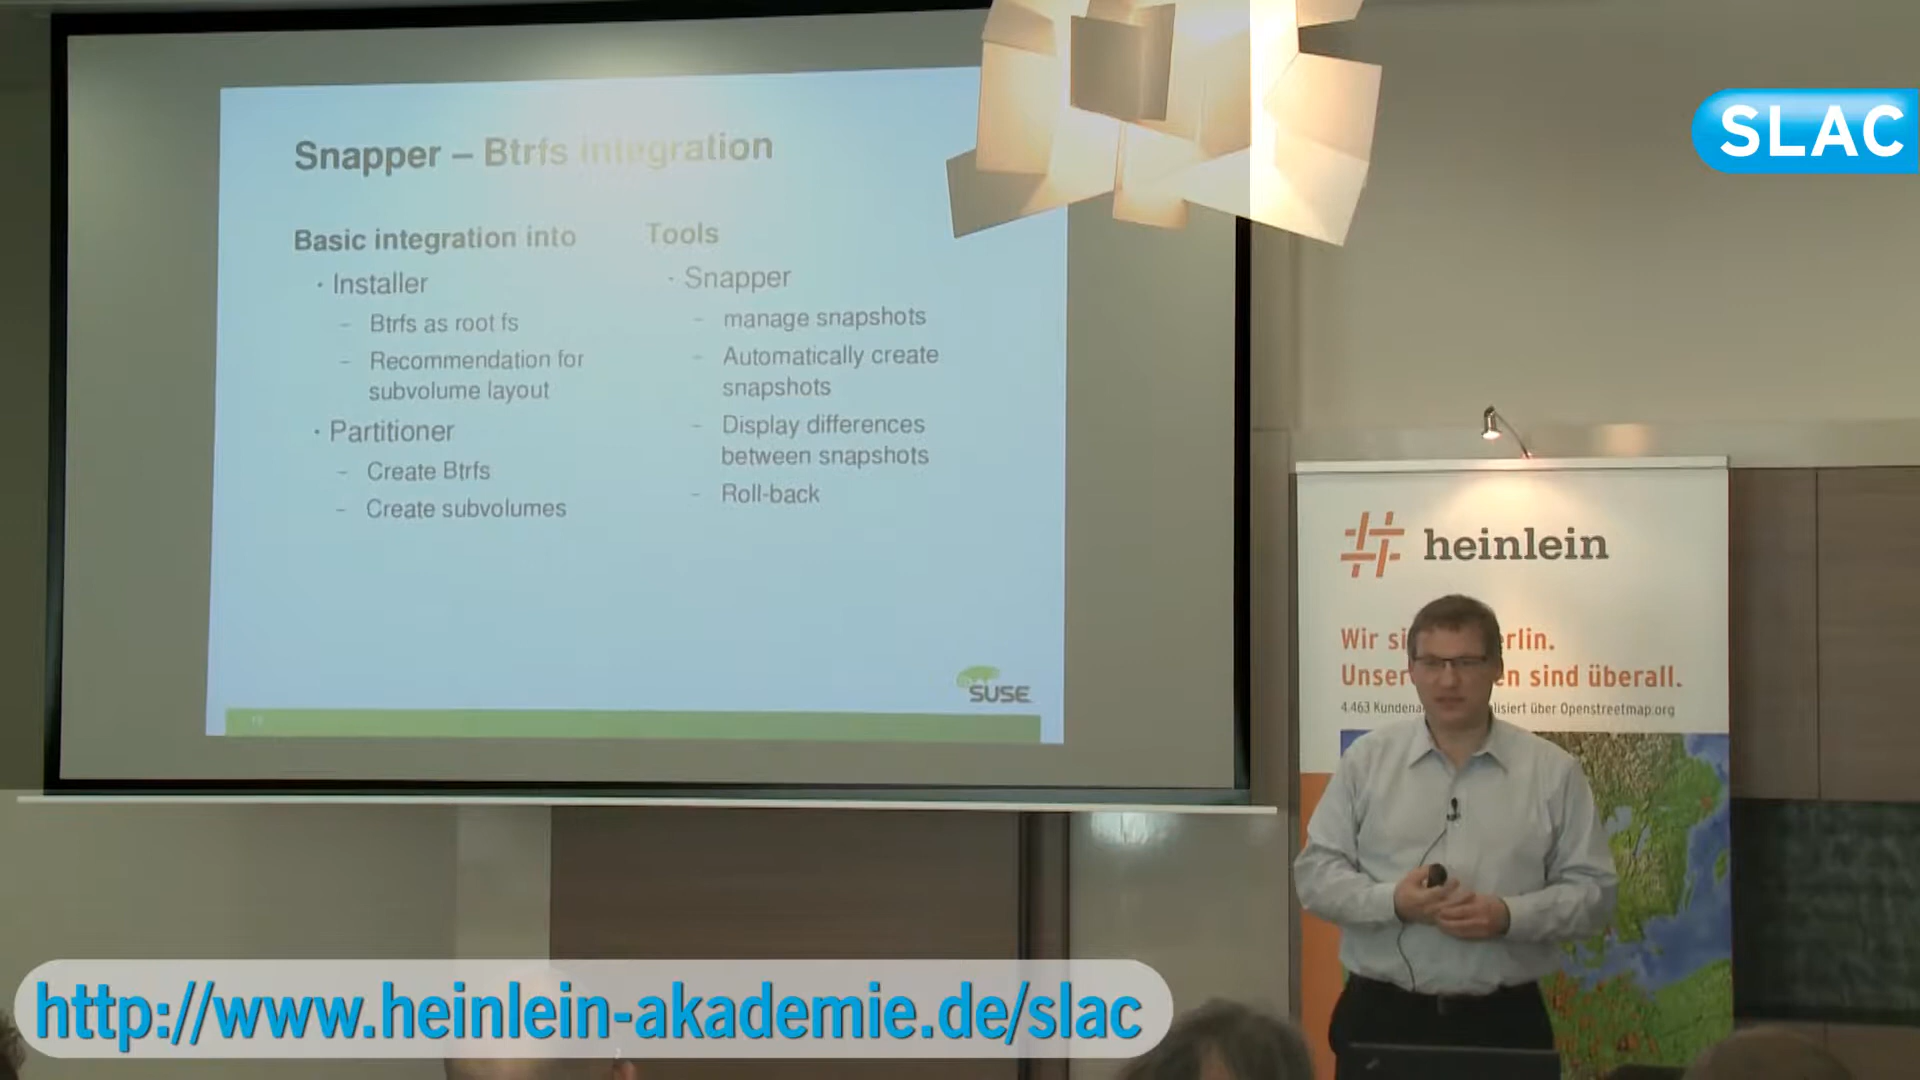 Snapper – Btrfs integration
Basic integration into
· Installer
– Btrfs as root fs
– Recommendation for
subvolume layout
· Partitioner
– Create Btrfs
– Create subvolumes
Tools
· Snapper
– manage snapshots
– Automatically create
snapshots
– Display differences
between snapshots
– Roll-back
SUSE
SLAC
heinlein
Wir si rlin.
Unser en sind überall.
4.463 Kundena lisiert über Openstreetmap.org
http://www.heinlein-akademie.de/slac